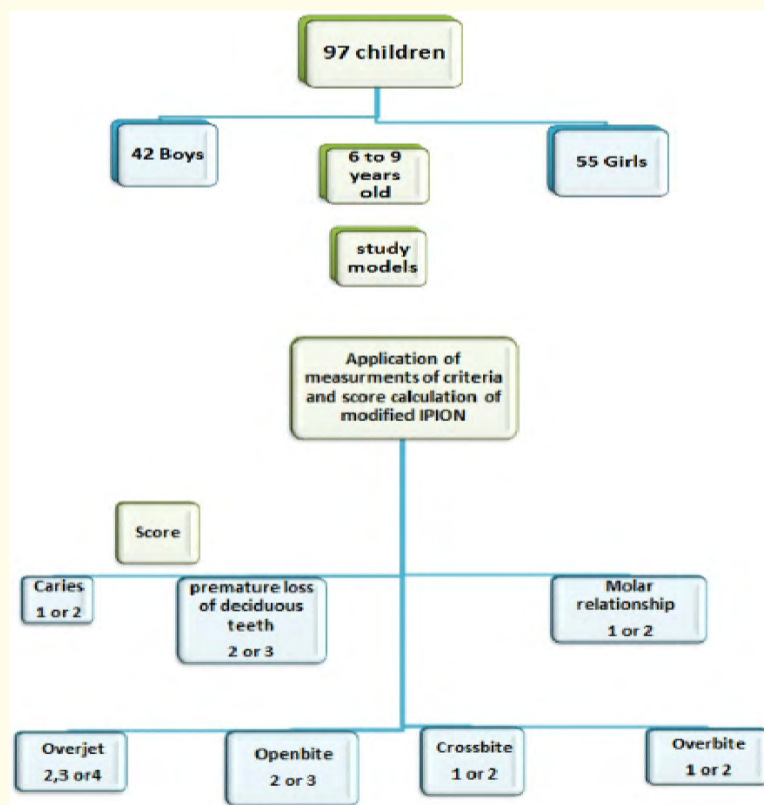 97 children
42 Boys
6 to 9
years
old
55 Girls
study
models
Application of
measurments of criteria
and score calculation of
modified IPION
Score
Caries
1 or 2
premature loss
of deciduous
teeth
2 or 3
Molar
relationship
1 or 2
Overjet
2,3 or4
Openbite
2 or 3
Crossbite
1 or 2
Overbite
1 or 2